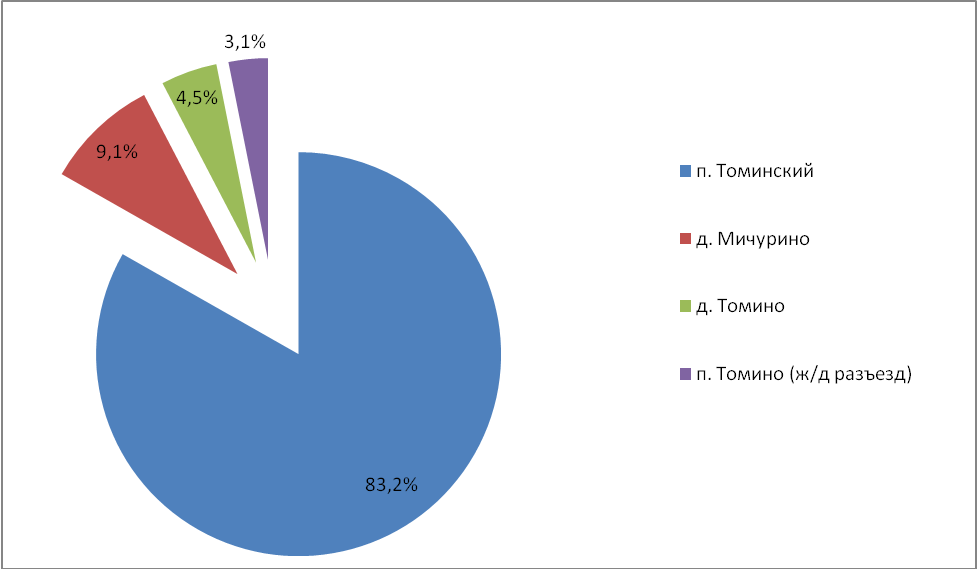 3,1%
4,5%
9,1%
83,2%
п. Томинский
д. Мичурино
д. Томино
п. Томино (ж/д разъезд)